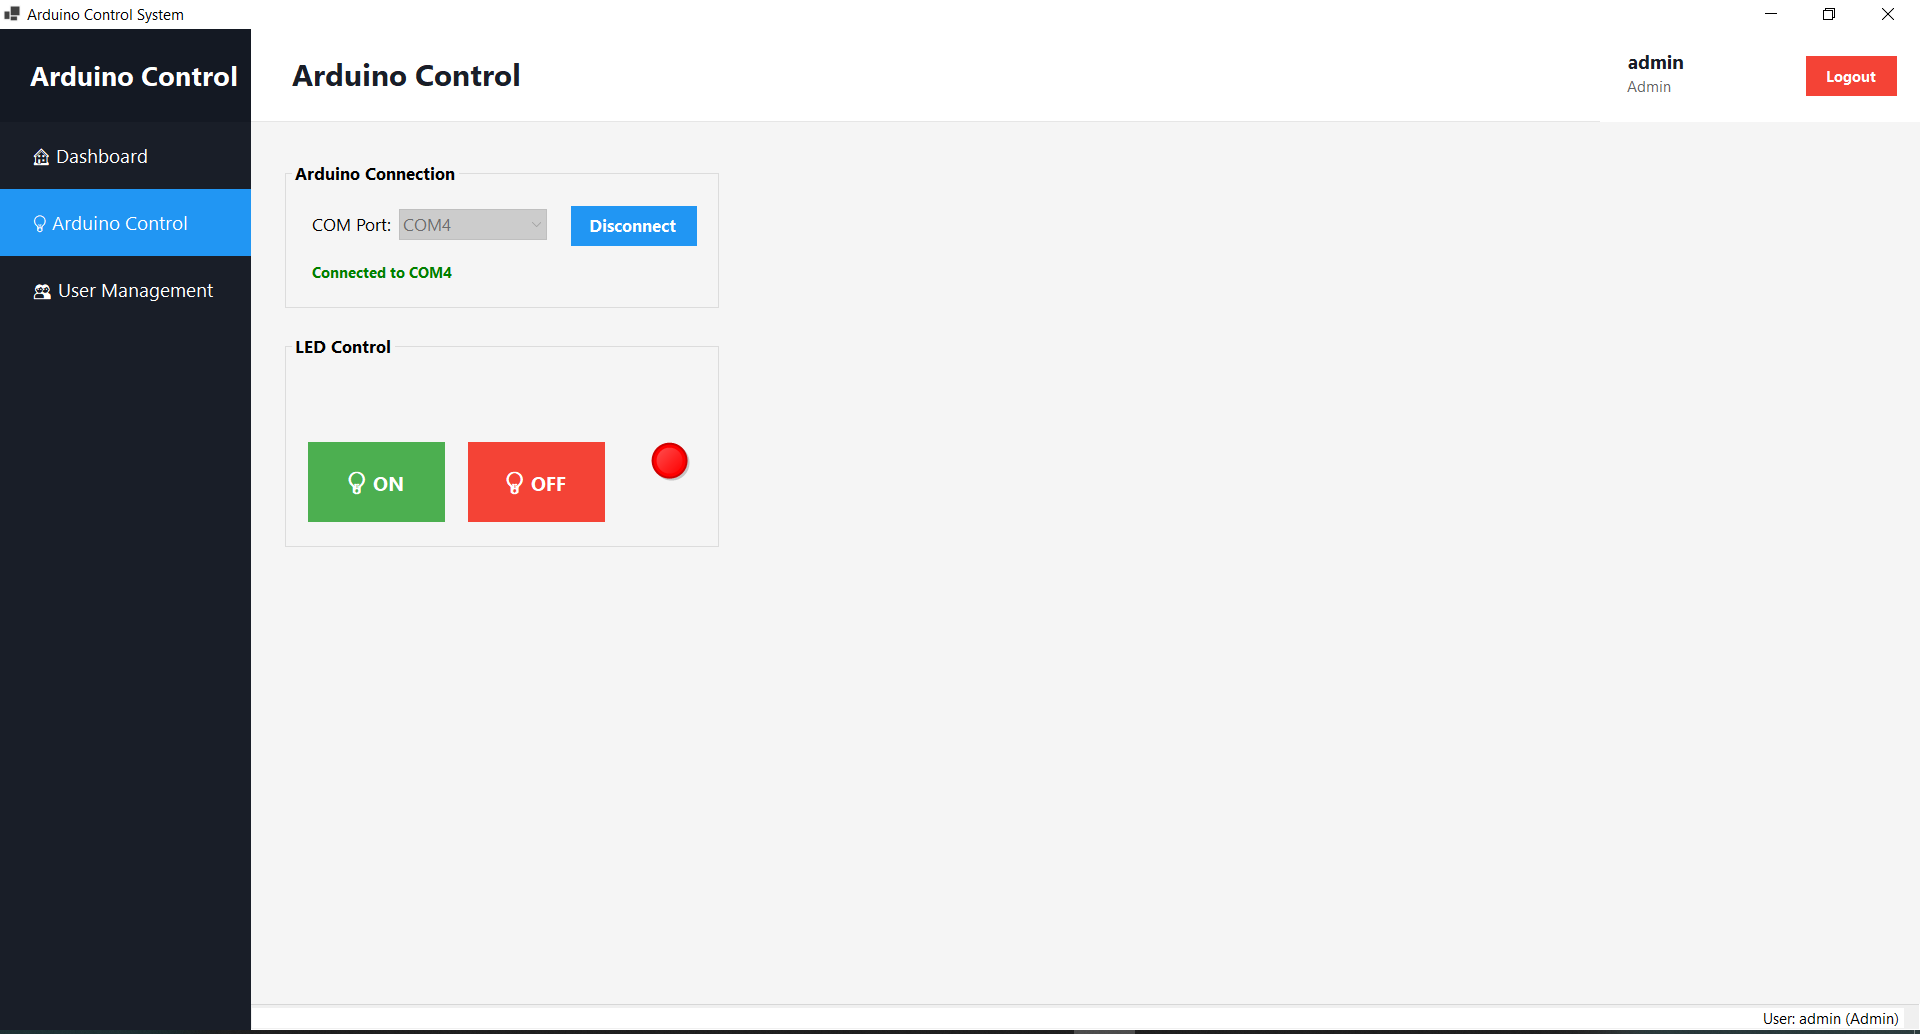 Arduino Control System
Arduino Control
Arduino Control
admin
Admin
Logout
Dashboard
Arduino Control
User Management
Arduino Connection
COM Port: COM4 Disconnect
Connected to COM4
LED Control
ON OFF
User: admin (Admin)